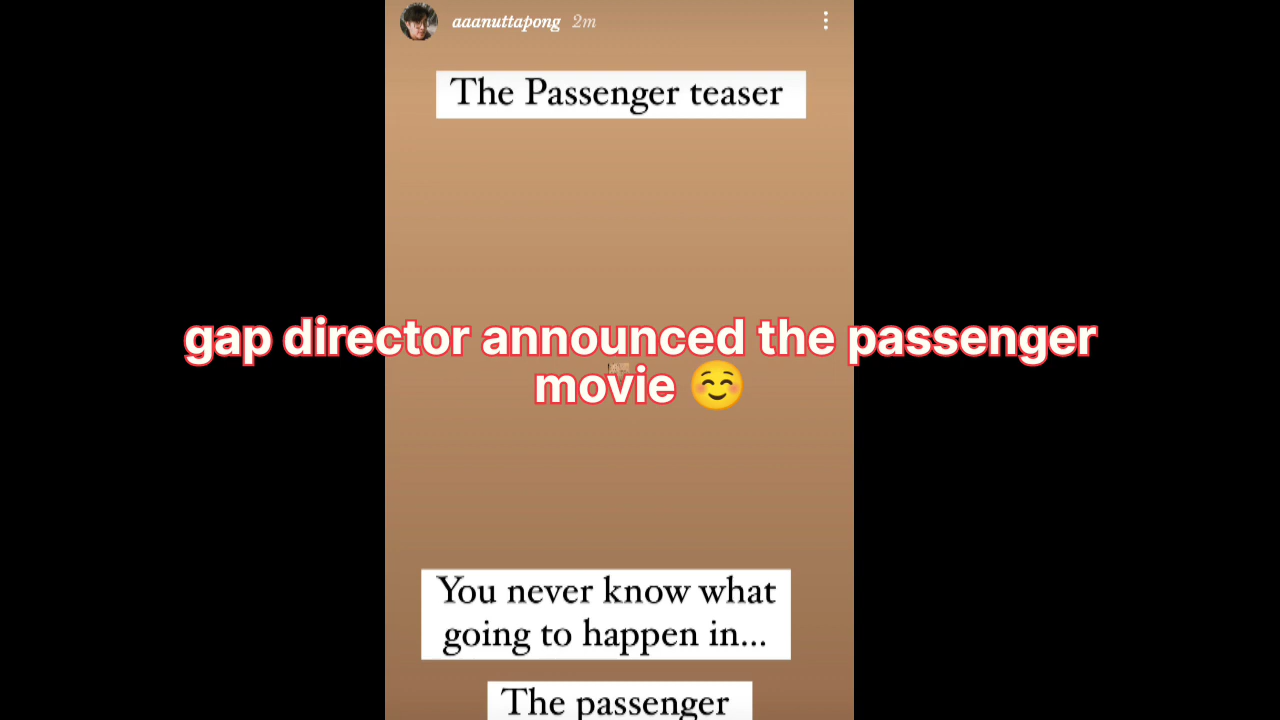 aaanuttapong 2m
The Passenger teaser
gap director announced the passenger
movie ☺️
You never know what
going to happen in...
The passenger